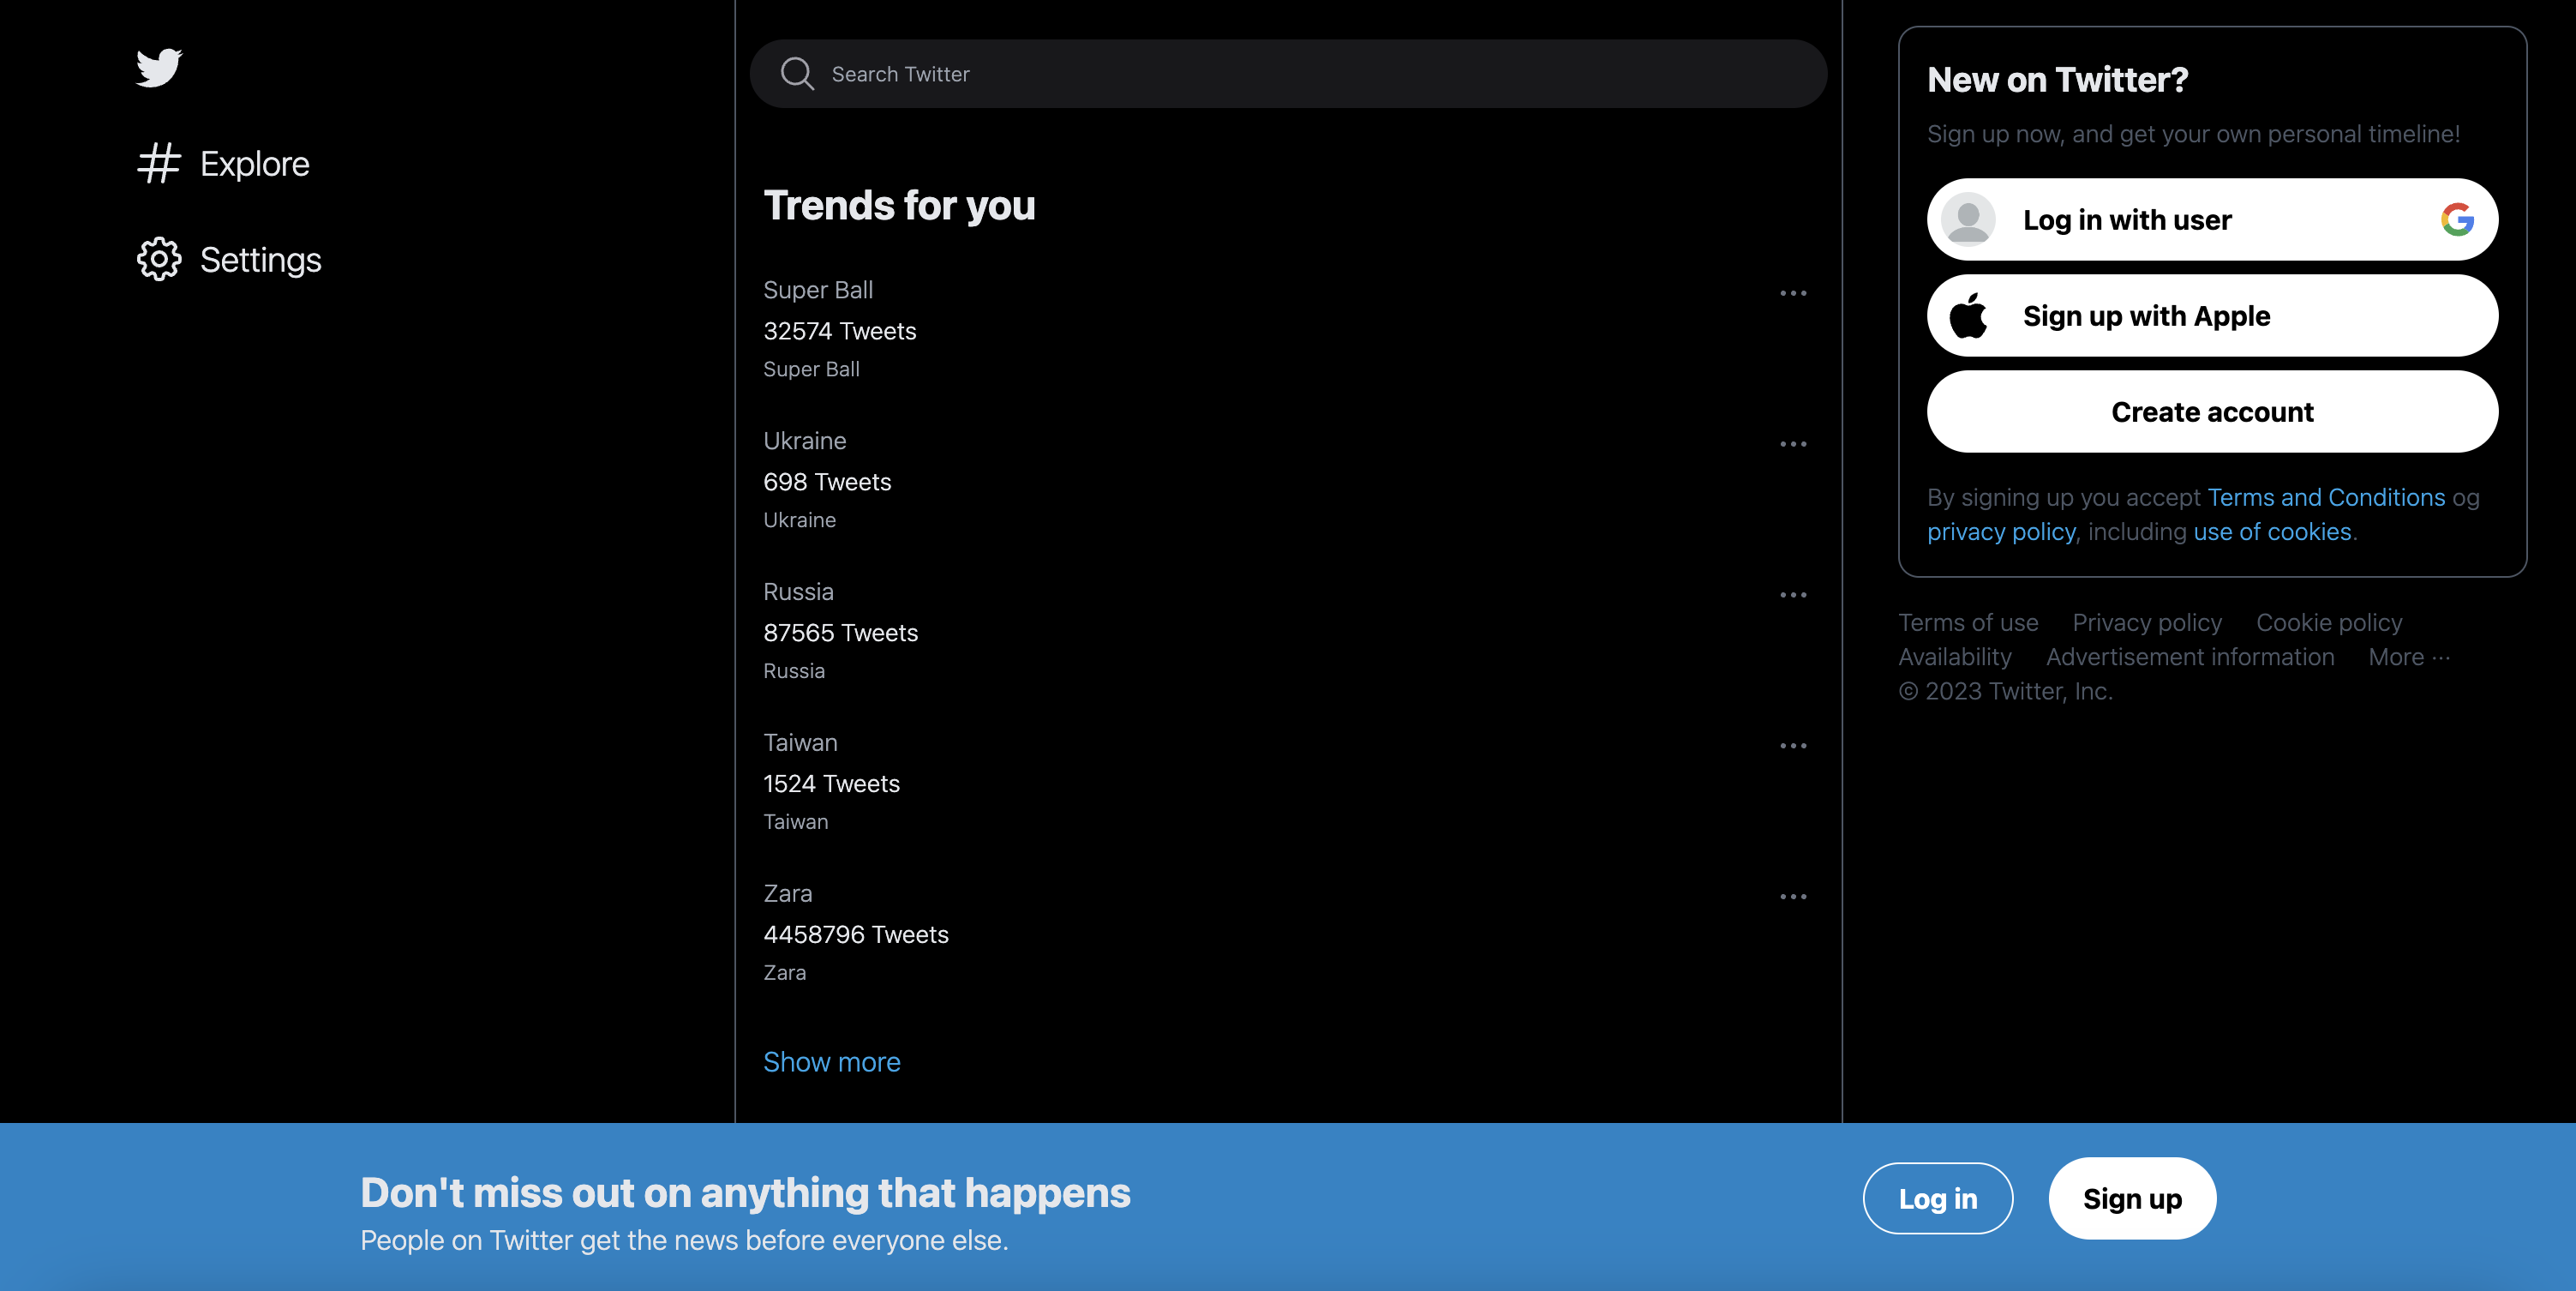 Explore
Settings
Search Twitter
Trends for you
Super Ball
32574 Tweets
Super Ball
Ukraine
698 Tweets
Ukraine
Russia
87565 Tweets
Russia
Taiwan
1524 Tweets
Taiwan
Zara
4458796 Tweets
Zara
Show more
New on Twitter?
Sign up now, and get your own personal timeline!
Log in with user
Sign up with Apple
Create account
By signing up you accept Terms and Conditions og
privacy policy, including use of cookies.
Terms of use Privacy policy Cookie policy
Availability Advertisement information More ···
© 2023 Twitter, Inc.
Don't miss out on anything that happens
People on Twitter get the news before everyone else.
Log in
Sign up